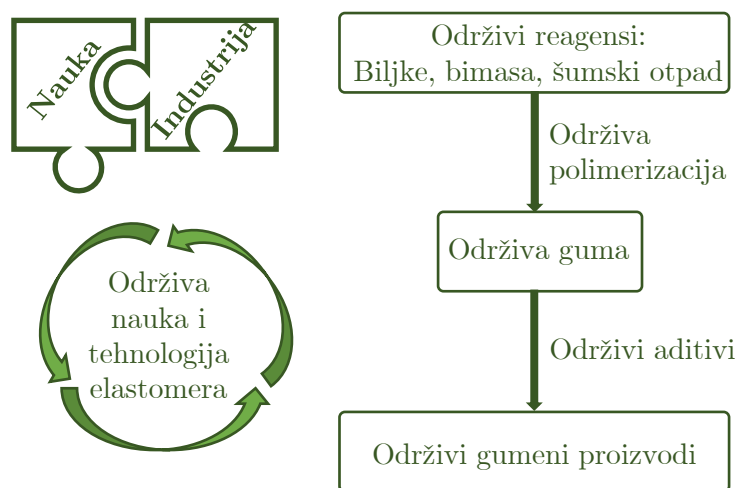 Nauka
Industrija
Održiva
nauka i
tehnologija
elastomera
Održivi reagensi:
Biljke, bimasa, šumski otpad
Održiva
polimerizacija
Održiva guma
Održivi aditivi
Održivi gumeni proizvodi